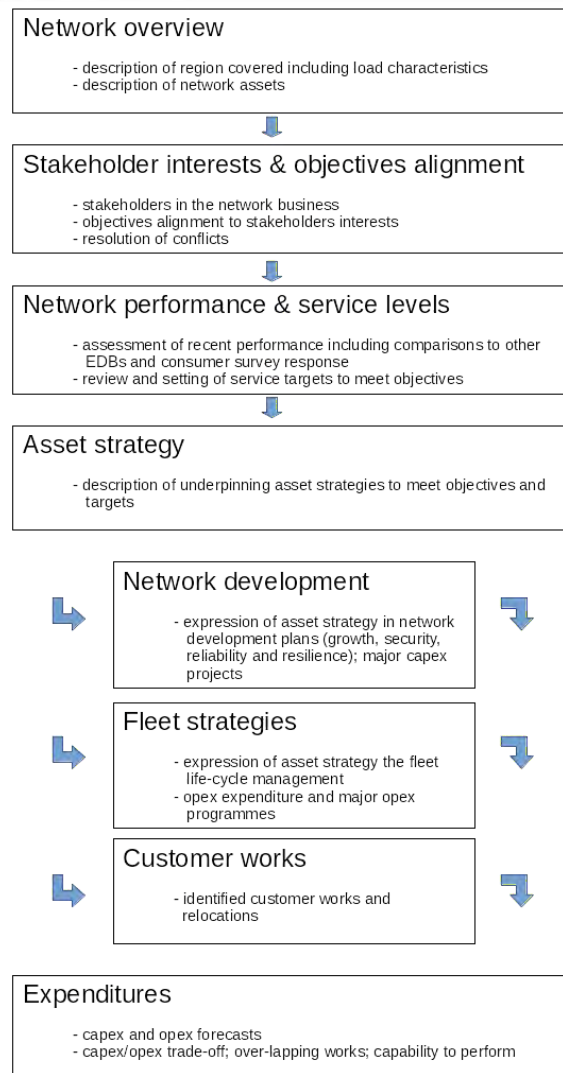 Network overview
- description of region covered including load characteristics
- description of network assets
Stakeholder interests & objectives alignment
- stakeholders in the network business
- objectives alignment to stakeholders interests
- resolution of conflicts
Network performance & service levels
- assessment of recent performance including comparisons to other
EDBs and consumer survey response
- review and setting of service targets to meet objectives
Asset strategy
- description of underpinning asset strategies to meet objectives and
targets
Network development
- expression of asset strategy in network
development plans (growth, security,
reliability and resilience); major capex
projects
Fleet strategies
- expression of asset strategy the fleet
life-cycle management
- opex expenditure and major opex
programmes
Customer works
- identified customer works and
relocations
Expenditures
- capex and opex forecasts
- capex/opex trade-off; over-lapping works; capability to perform